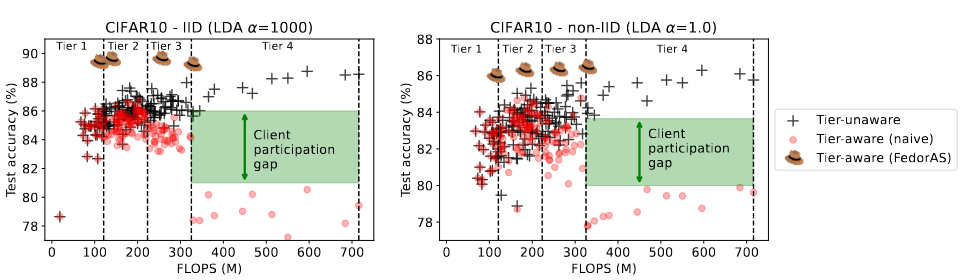 CIFAR10 - IID (LDA α=1000)
Tier 1
Tier 2
Tier 3
Tier 4
Client
participation
gap
Test accuracy (%)
90
88
86
84
82
80
78
0
100
200
300
400
500
600
700
FLOPS (M)
CIFAR10 - non-IID (LDA α=1.0)
Tier 1
Tier 2
Tier 3
Tier 4
Client
participation
gap
Test accuracy (%)
88
86
84
82
80
78
0
100
200
300
400
500
600
700
FLOPS (M)
Tier-unaware
Tier-aware (naive)
Tier-aware (FedorAS)